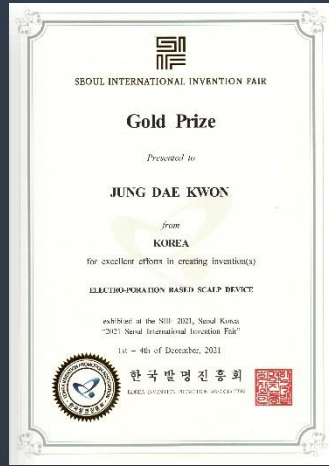 SIIF
SEOUL INTERNATIONAL INVENTION FAIR
Gold Prize
Presented to
JUNG DAE KWON
from
KOREA
for excellent efforts in creating invention(s)
ELECTRO-PORATION BASED SCALP DEVICE
exhibited at the SIIF 2021, Seoul Korea
"2021 Seoul International Invention Fair"
1st - 4th of December, 2021
한국발명진흥회
KOREA INVENTION PROMOTION ASSOCIATION